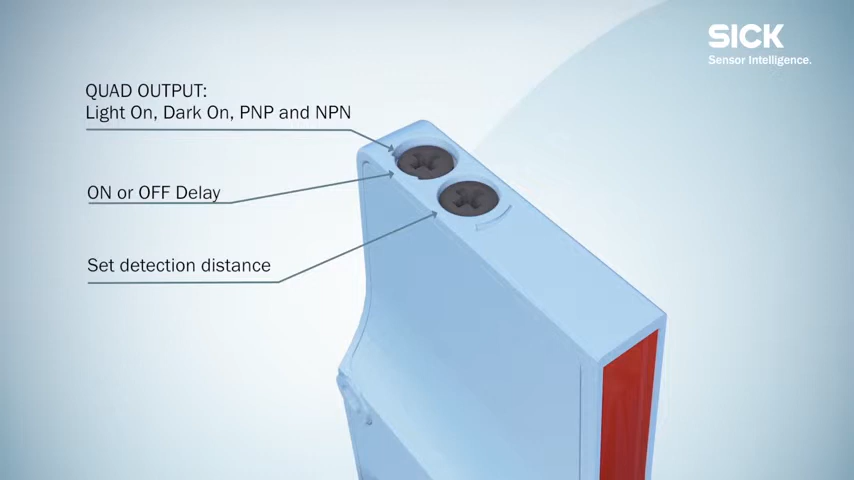 SICK
Sensor Intelligence.
QUAD OUTPUT:
Light On, Dark On, PNP and NPN
ON or OFF Delay
Set detection distance